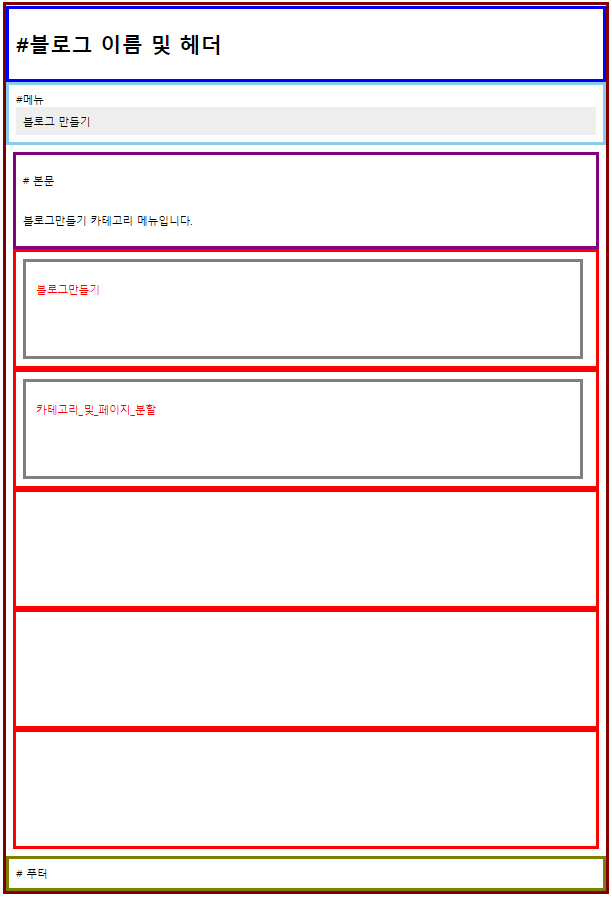 #블로그 이름 및 헤더
#메뉴
블로그 만들기
# 본문
블로그만들기 카테고리 메뉴입니다.
블로그만들기
카테고리_및_페이지_분할
# 푸터